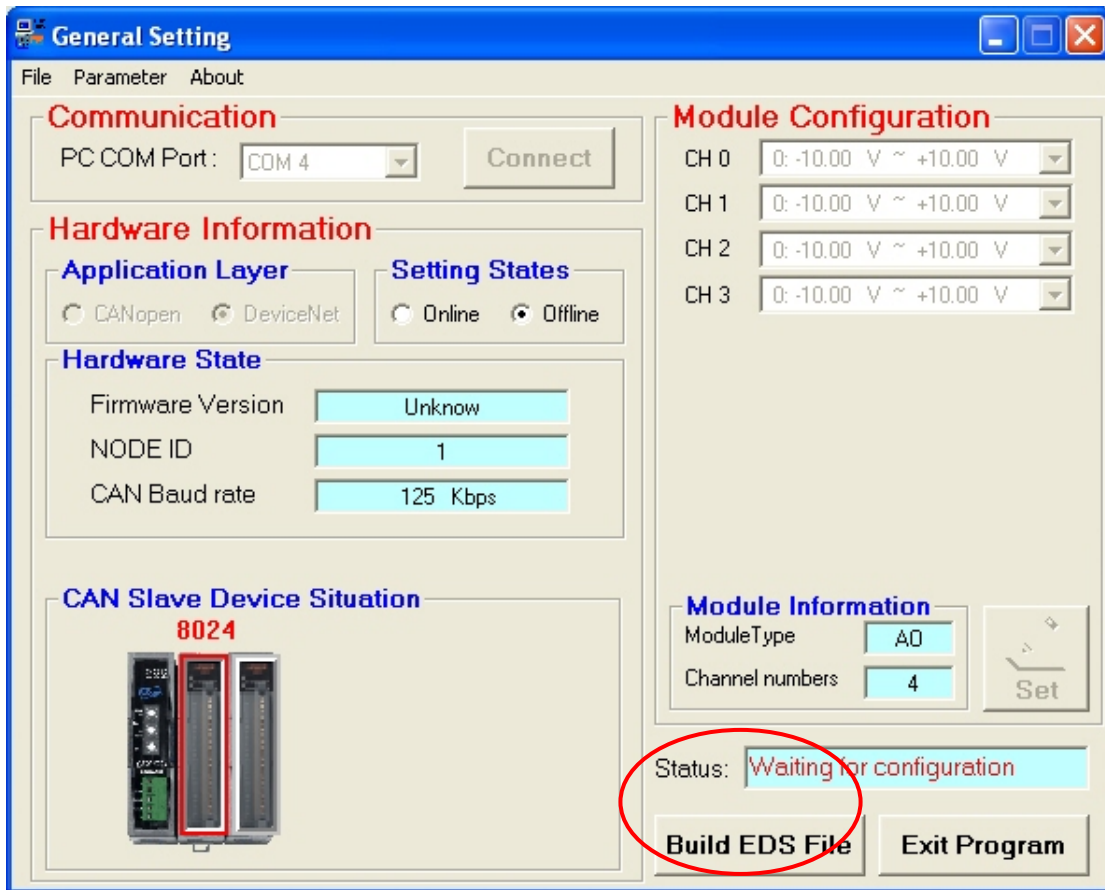 General Setting
File Parameter About
Communication
PC COM Port : COM 4 Connect
Hardware Information
Application Layer
CANopen DeviceNet
Setting States
Online Offline
Hardware State
Firmware Version Unknow
NODE ID 1
CAN Baud rate 125 Kbps
CAN Slave Device Situation
8024
Module Configuration
CH 0 0: -10.00 V ~ +10.00 V
CH 1 0: -10.00 V ~ +10.00 V
CH 2 0: -10.00 V ~ +10.00 V
CH 3 0: -10.00 V ~ +10.00 V
Module Information
ModuleType AO
Channel numbers 4
Set
Status: Waiting for configuration
Build EDS File Exit Program